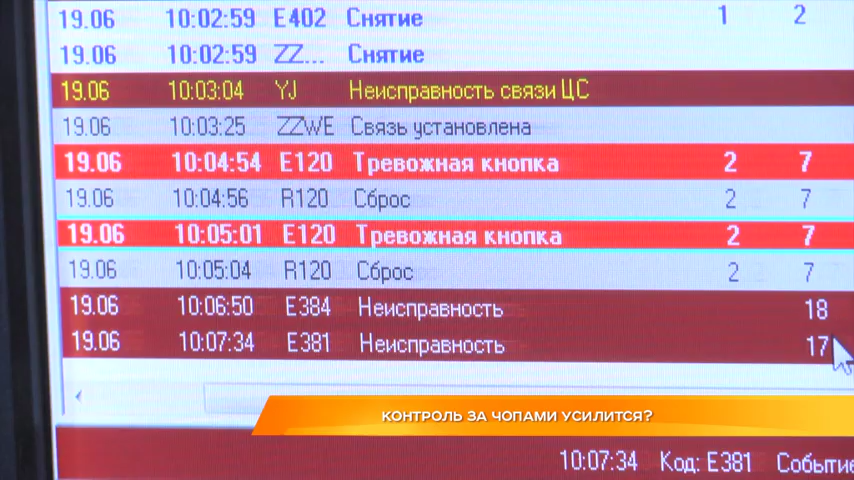 19.06 10:02:59 E402 Снятие 1 2
19.06 10:02:59 ZZ... Снятие
19.06 10:03:04 YJ Неисправность связи ЦС
19.06 10:03:25 ZZWE Связь установлена
19.06 10:04:54 E120 Тревожная кнопка 2 7
19.06 10:04:56 R120 Сброс 2 7
19.06 10:05:01 E120 Тревожная кнопка 2 7
19.06 10:05:04 R120 Сброс 2 7
19.06 10:06:50 E384 Неисправность 18
19.06 10:07:34 E381 Неисправность 17
КОНТРОЛЬ ЗА ЧОПАМИ УСИЛИТСЯ?
10:07:34 Код: E381 Событие